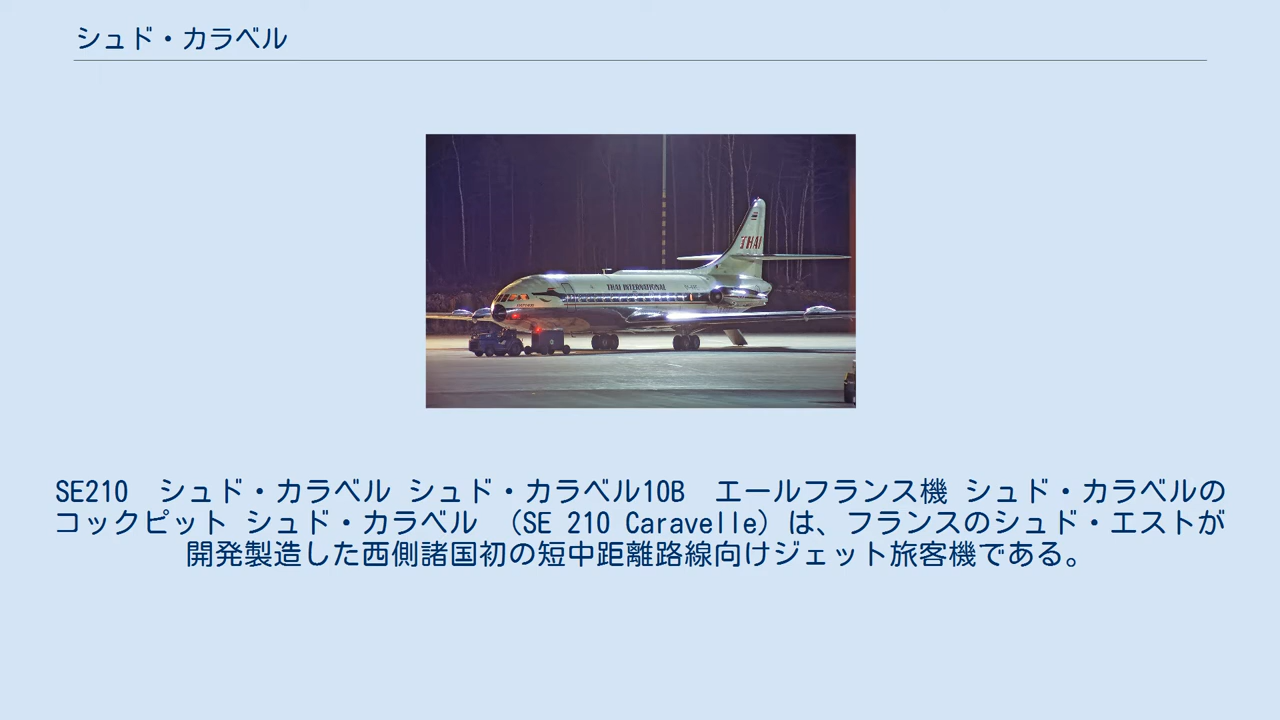 シュド・カラベル
THAI
THAI INTERNATIONAL
SE210　シュド・カラベル シュド・カラベル10B　エールフランス機 シュド・カラベルの
コックピット シュド・カラベル （SE 210 Caravelle）は、フランスのシュド・エストが
開発製造した西側諸国初の短中距離路線向けジェット旅客機である。